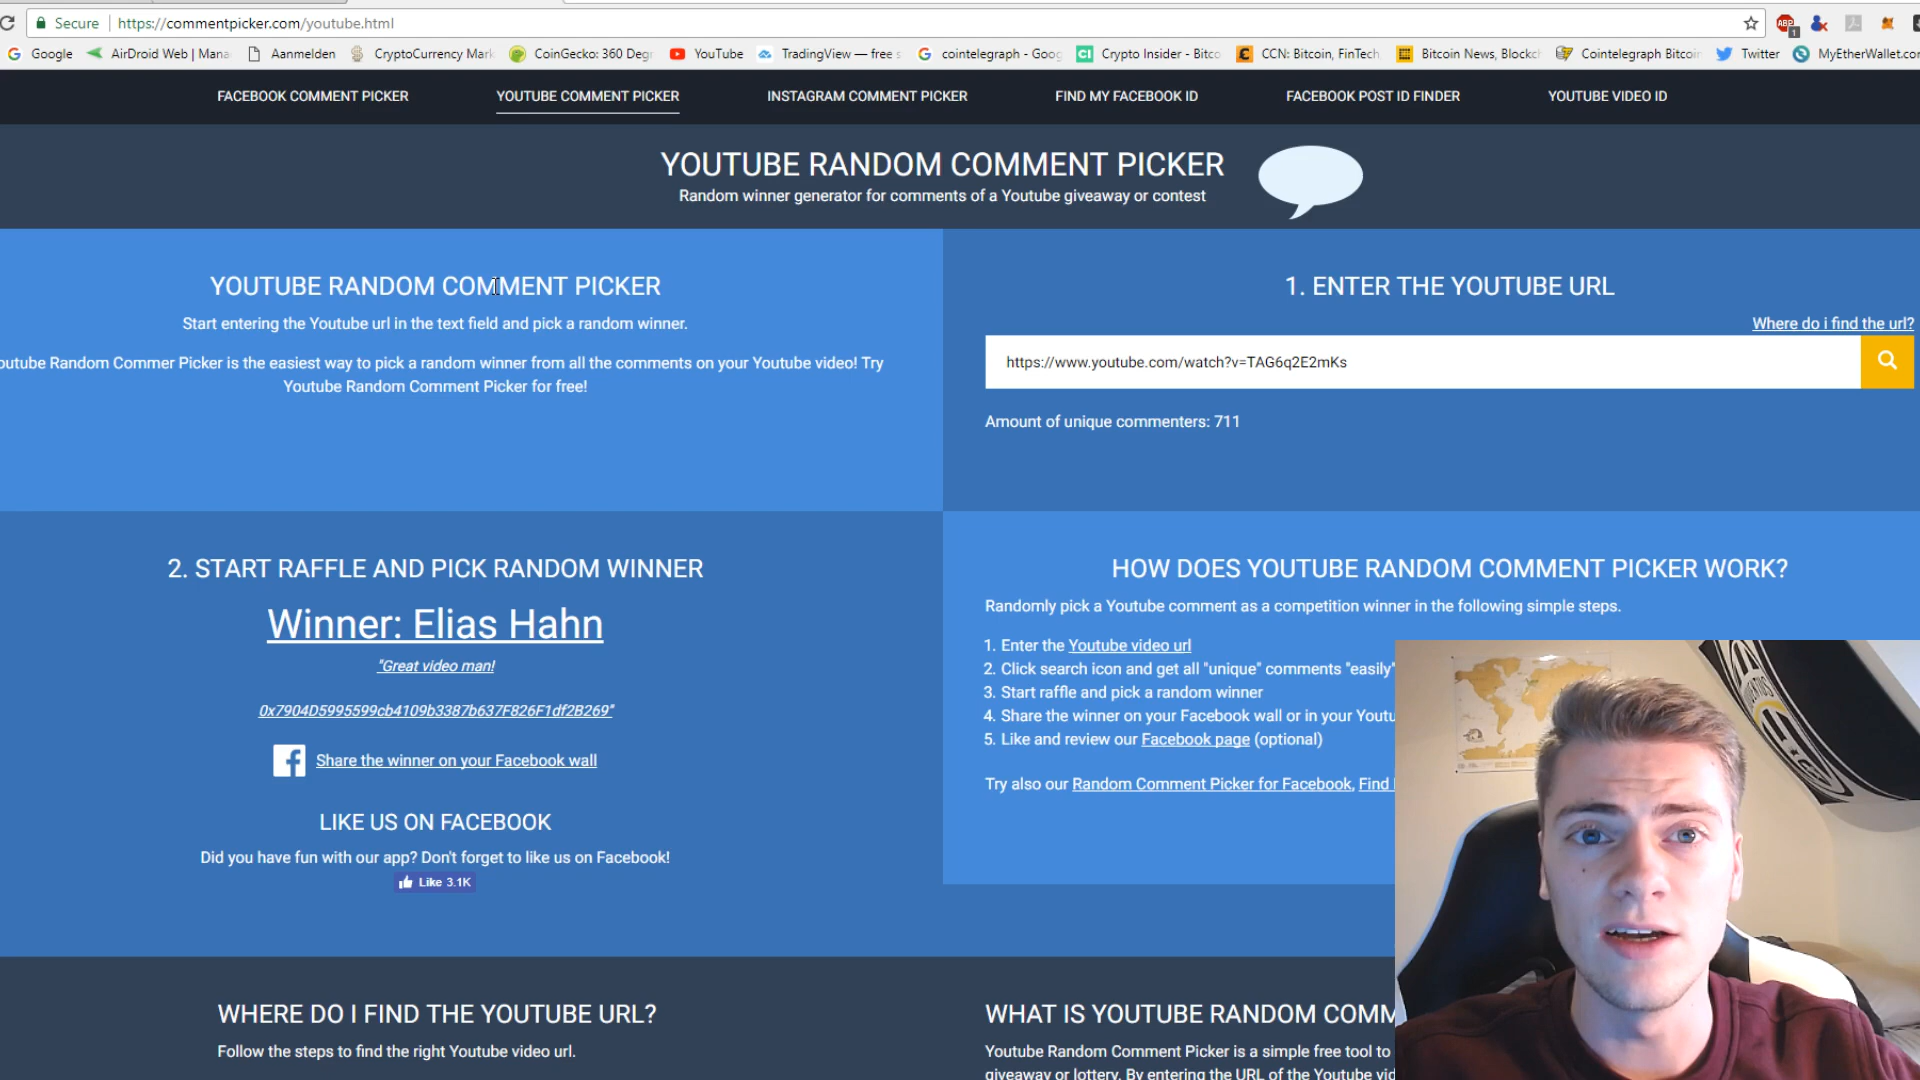 Secure https://commentpicker.com/youtube.html
ABP
1
Google AirDroid Web | Mana Aanmelden CryptoCurrency Mark CoinGecko: 360 Degr YouTube TradingView — free s cointelegraph - Goog Crypto Insider - Bitco CCN: Bitcoin, FinTech, Bitcoin News, Blockc Cointelegraph Bitcoin Twitter MyEtherWallet.com
FACEBOOK COMMENT PICKER YOUTUBE COMMENT PICKER INSTAGRAM COMMENT PICKER FIND MY FACEBOOK ID FACEBOOK POST ID FINDER YOUTUBE VIDEO ID
YOUTUBE RANDOM COMMENT PICKER
Random winner generator for comments of a Youtube giveaway or contest
YOUTUBE RANDOM COMMENT PICKER
Start entering the Youtube url in the text field and pick a random winner.
outube Random Commer Picker is the easiest way to pick a random winner from all the comments on your Youtube video! Try
Youtube Random Comment Picker for free!
1. ENTER THE YOUTUBE URL
Where do i find the url?
https://www.youtube.com/watch?v=TAG6q2E2mKs
Amount of unique commenters: 711
2. START RAFFLE AND PICK RANDOM WINNER
Winner: Elias Hahn
"Great video man!
0x7904D5995599cb4109b3387b637F826F1df2B269"
Share the winner on your Facebook wall
LIKE US ON FACEBOOK
Did you have fun with our app? Don't forget to like us on Facebook!
Like 3.1K
HOW DOES YOUTUBE RANDOM COMMENT PICKER WORK?
Randomly pick a Youtube comment as a competition winner in the following simple steps.
1. Enter the Youtube video url
2. Click search icon and get all "unique" comments "easily"
3. Start raffle and pick a random winner
4. Share the winner on your Facebook wall or in your Youtu
5. Like and review our Facebook page (optional)
Try also our Random Comment Picker for Facebook, Find
WHERE DO I FIND THE YOUTUBE URL?
Follow the steps to find the right Youtube video url.
WHAT IS YOUTUBE RANDOM COMM
Youtube Random Comment Picker is a simple free tool to
giveaway or lottery. By entering the URL of the Youtube vid